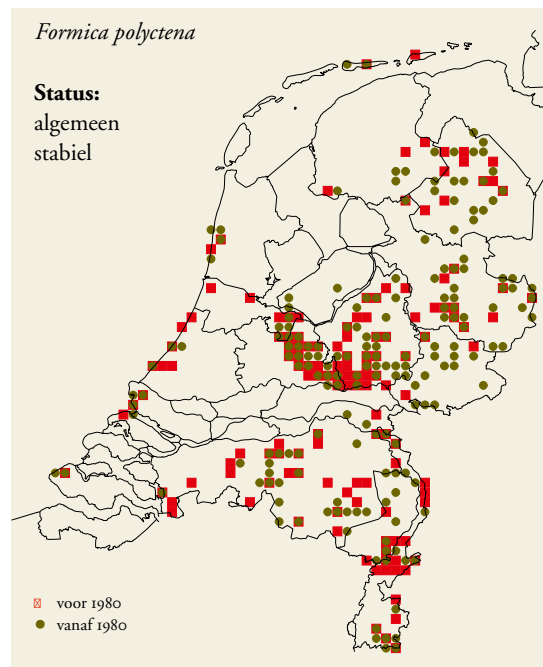 Formica polyctena
Status:
algemeen
stabiel
voor 1980
vanaf 1980